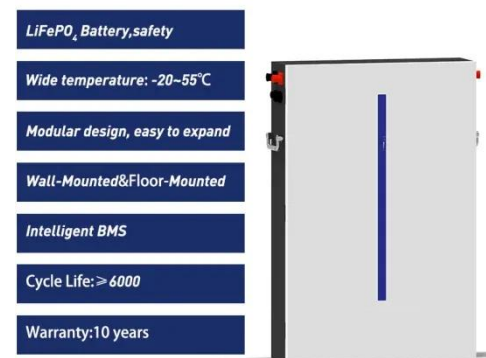 LiFePO₄ Battery,safety
Wide temperature: -20~55℃
Modular design, easy to expand
Wall-Mounted&Floor-Mounted
Intelligent BMS
Cycle Life:≥6000
Warranty:10 years